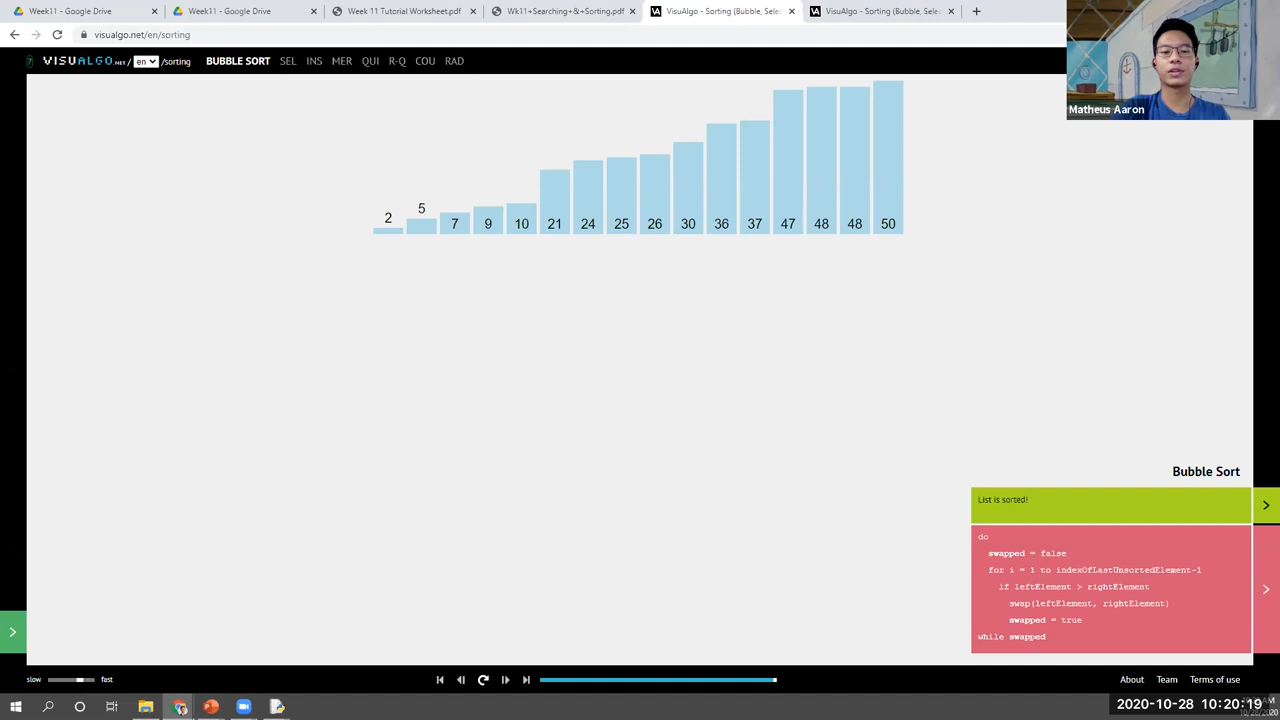 Week11 - Google Drive
Week11 - Google Drive
Week 11 Tutorial Worksheet.pdf
Wk11+Searching+&+Sorting.pdf
VisuAlgo - Sorting (Bubble, Selec
VisuAlgo - Sorting (Bubble, Selec
visualgo.net/en/sorting
7 VISUALGO.NET/ en /sorting BUBBLE SORT SEL INS MER QUI R-Q COU RAD
Matheus Aaron
2 5 7 9 10 21 24 25 26 30 36 37 47 48 48 50
Bubble Sort
List is sorted!
do
swapped = false
for i = 1 to indexOfLastUnsortedElement-1
if leftElement > rightElement
swap(leftElement, rightElement)
swapped = true
while swapped
slow fast
About Team Terms of use
2020-10-28 10:20:19